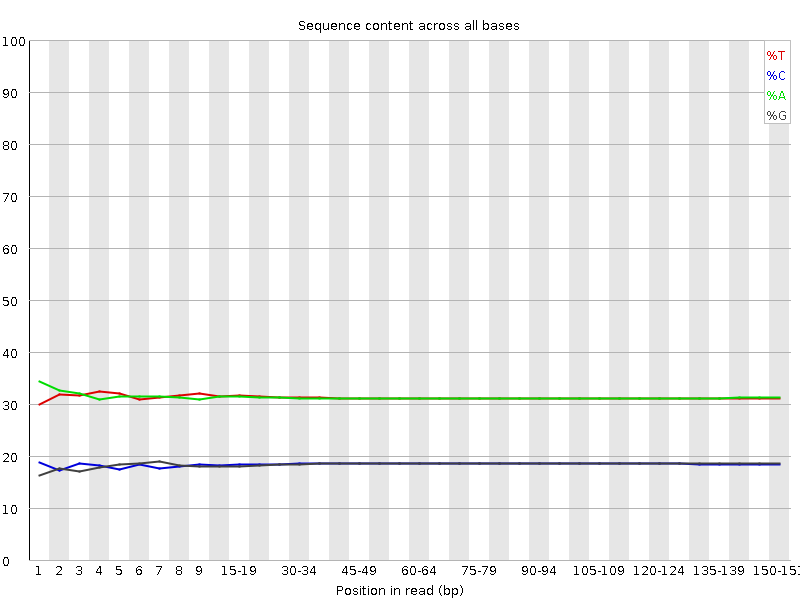 Sequence content across all bases
100
90
80
70
60
50
40
30
20
10
0
%T
%C
%A
%G
1 2 3 4 5 6 7 8 9 15-19 30-34 45-49 60-64 75-79 90-94 105-109 120-124 135-139 150-151
Position in read (bp)